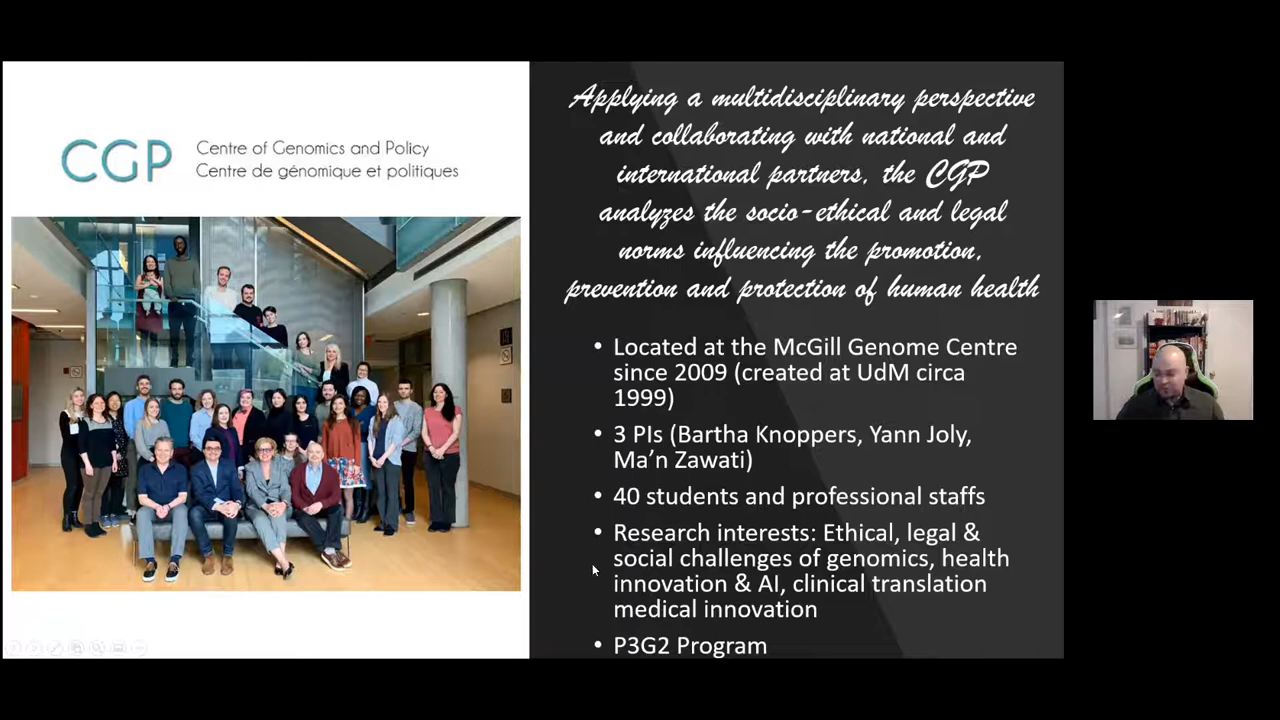 CGP
Centre of Genomics and Policy
Centre de génomique et politiques
Applying a multidisciplinary perspective
and collaborating with national and
international partners, the CGP
analyzes the socio-ethical and legal
norms influencing the promotion,
prevention and protection of human health
• Located at the McGill Genome Centre
since 2009 (created at UdM circa
1999)
• 3 PIs (Bartha Knoppers, Yann Joly,
Ma’n Zawati)
• 40 students and professional staffs
• Research interests: Ethical, legal &
social challenges of genomics, health
innovation & AI, clinical translation
medical innovation
• P3G2 Program